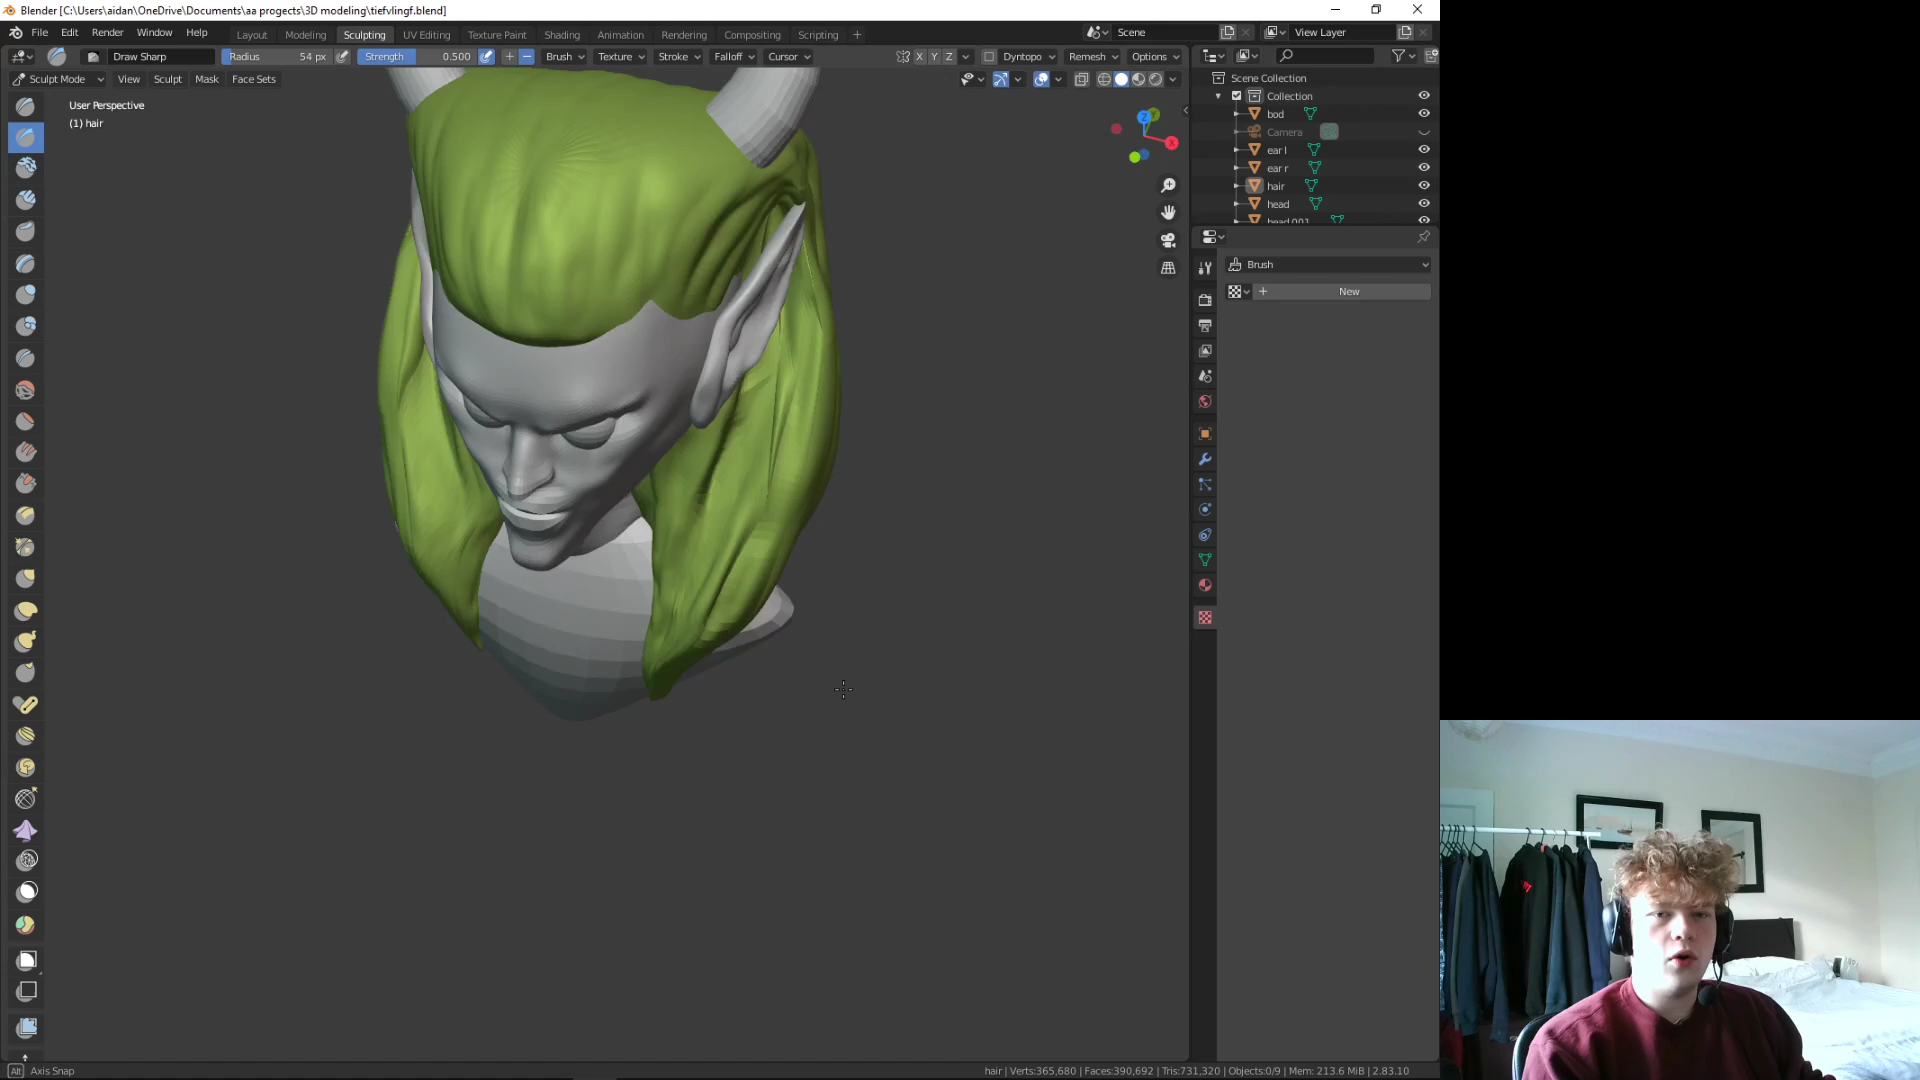 Blender [C:\Users\aidan\OneDrive\Documents\aa progects\3D modeling\tiefvlingf.blend]
File Edit Render Window Help Layout Modeling Sculpting UV Editing Texture Paint Shading Animation Rendering Compositing Scripting + Scene View Layer
Draw Sharp Radius 54 px Strength 0.500 + − Brush Texture Stroke Falloff Cursor X Y Z Dyntopo Remesh Options
Sculpt Mode View Sculpt Mask Face Sets
Scene Collection
Collection
User Perspective
(1) hair
bod
Camera
ear l
ear r
hair
head
head.001
Z
Y
X
Brush
+ New
Alt Axis Snap
hair | Verts:365,680 | Faces:390,692 | Tris:731,320 | Objects:0/9 | Mem: 213.6 MiB | 2.83.10